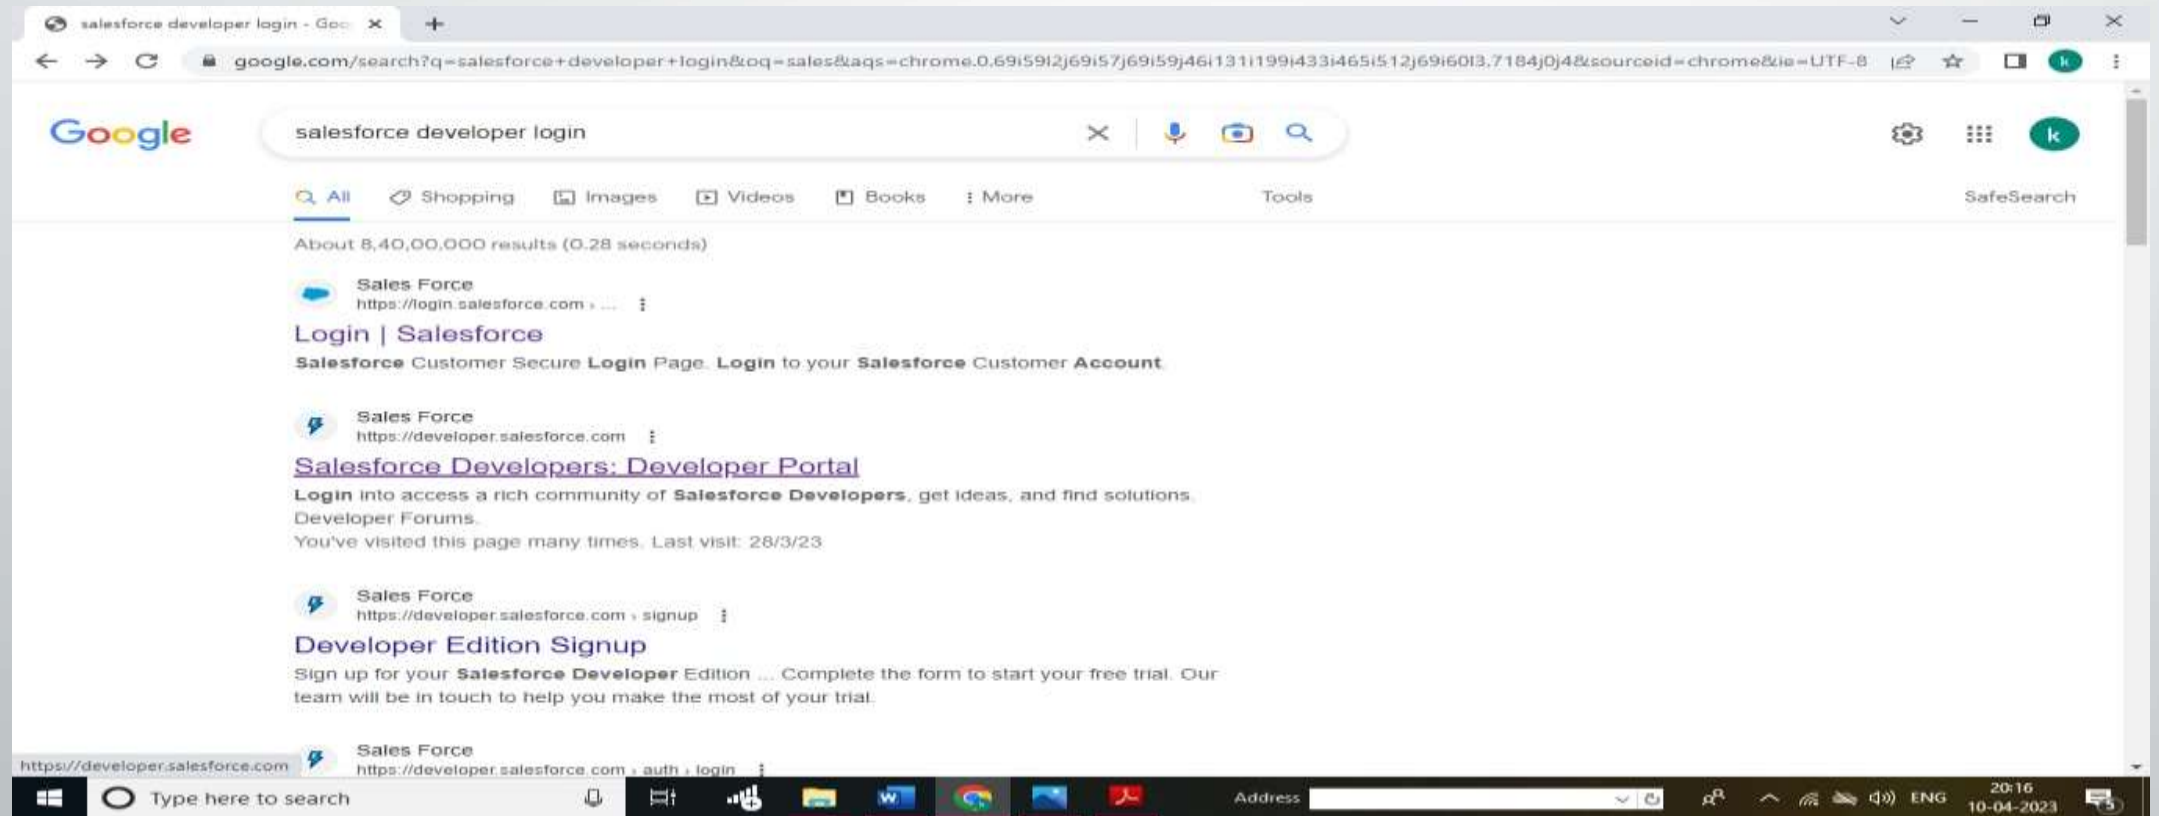 salesforce developer login - Goo
google.com/search?q=salesforce+developer+login&oq=sales&aqs=chrome.0.69i59l2j69i57j69i59j46i131i199i433i465i512j69i60l3.7184j0j4&sourceid=chrome&ie=UTF-8
k
Google
salesforce developer login
k
All
Shopping
Images
Videos
Books
More
Tools
SafeSearch
About 8,40,00,000 results (0.28 seconds)
Sales Force
https://login.salesforce.com › ...
Login | Salesforce
Salesforce Customer Secure Login Page. Login to your Salesforce Customer Account.
Sales Force
https://developer.salesforce.com
Salesforce Developers: Developer Portal
Login into access a rich community of Salesforce Developers, get ideas, and find solutions.
Developer Forums.
You've visited this page many times. Last visit: 28/3/23
Sales Force
https://developer.salesforce.com › signup
Developer Edition Signup
Sign up for your Salesforce Developer Edition ... Complete the form to start your free trial. Our
team will be in touch to help you make the most of your trial.
Sales Force
https://developer.salesforce.com › auth › login
https://developer.salesforce.com
Type here to search
W
Address
ENG
20:16
10-04-2023
5